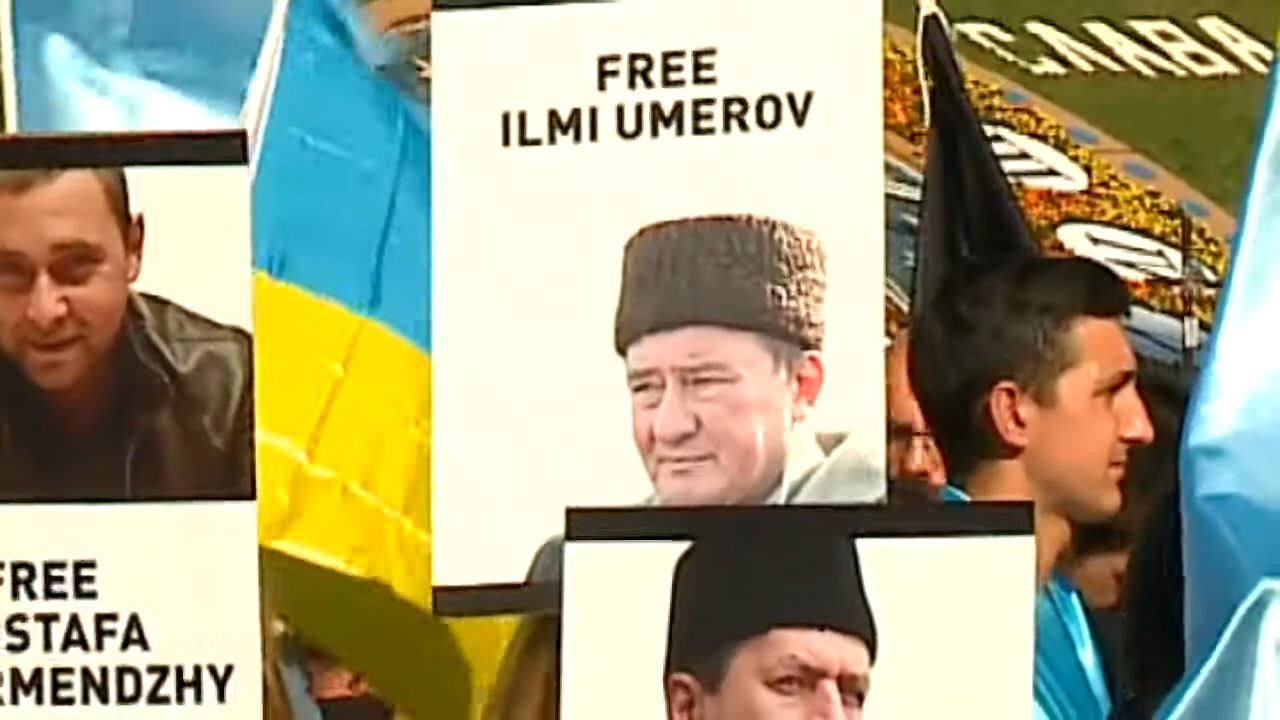 FREE
ILMI UMEROV
СЛАВА
FREE
STAFA
RMENDZHY